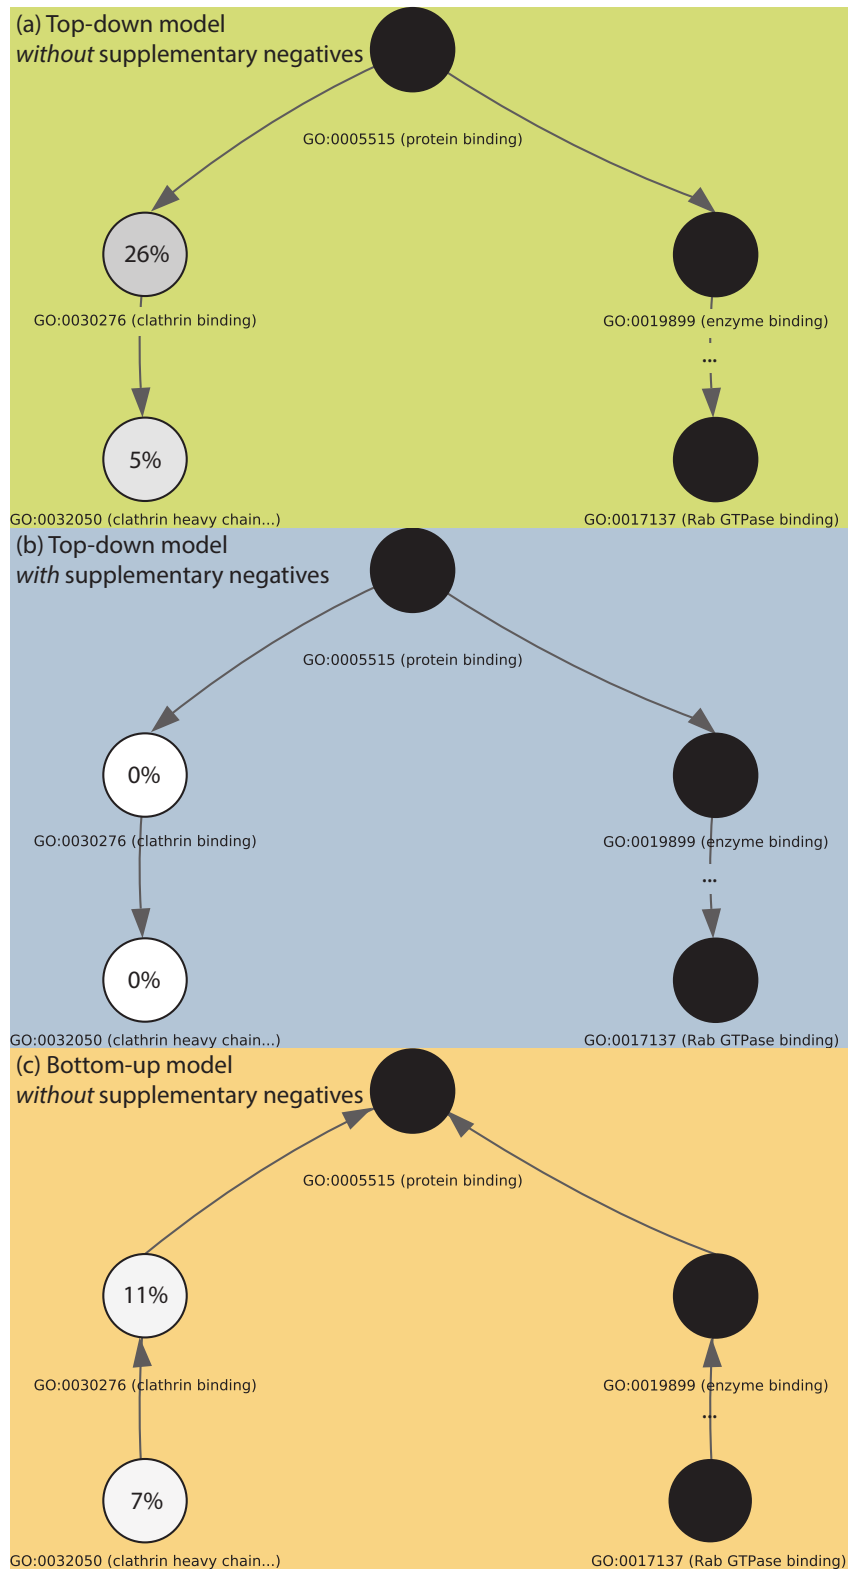 (a) Top-down model
without supplementary negatives
GO:0005515 (protein binding)
26%
GO:0030276 (clathrin binding)
GO:0019899 (enzyme binding)
...
5%
GO:0032050 (clathrin heavy chain...)
GO:0017137 (Rab GTPase binding)
(b) Top-down model
with supplementary negatives
GO:0005515 (protein binding)
0%
GO:0030276 (clathrin binding)
GO:0019899 (enzyme binding)
...
0%
GO:0032050 (clathrin heavy chain...)
GO:0017137 (Rab GTPase binding)
(c) Bottom-up model
without supplementary negatives
GO:0005515 (protein binding)
11%
GO:0030276 (clathrin binding)
GO:0019899 (enzyme binding)
...
7%
GO:0032050 (clathrin heavy chain...)
GO:0017137 (Rab GTPase binding)